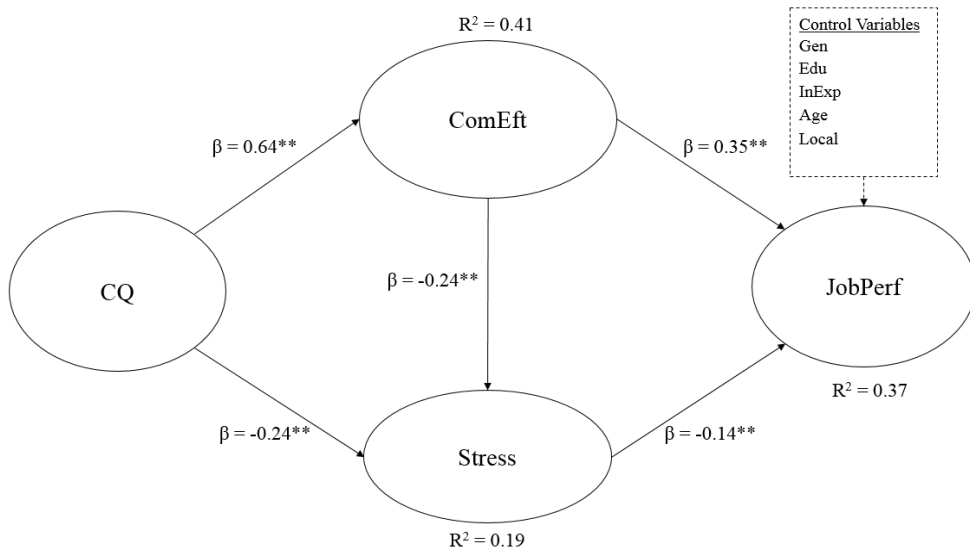 R² = 0.41
Control Variables
Gen
Edu
InExp
Age
Local
ComEft
β = 0.64**
β = 0.35**
β = -0.24**
CQ
JobPerf
R² = 0.37
β = -0.24**
Stress
β = -0.14**
R² = 0.19